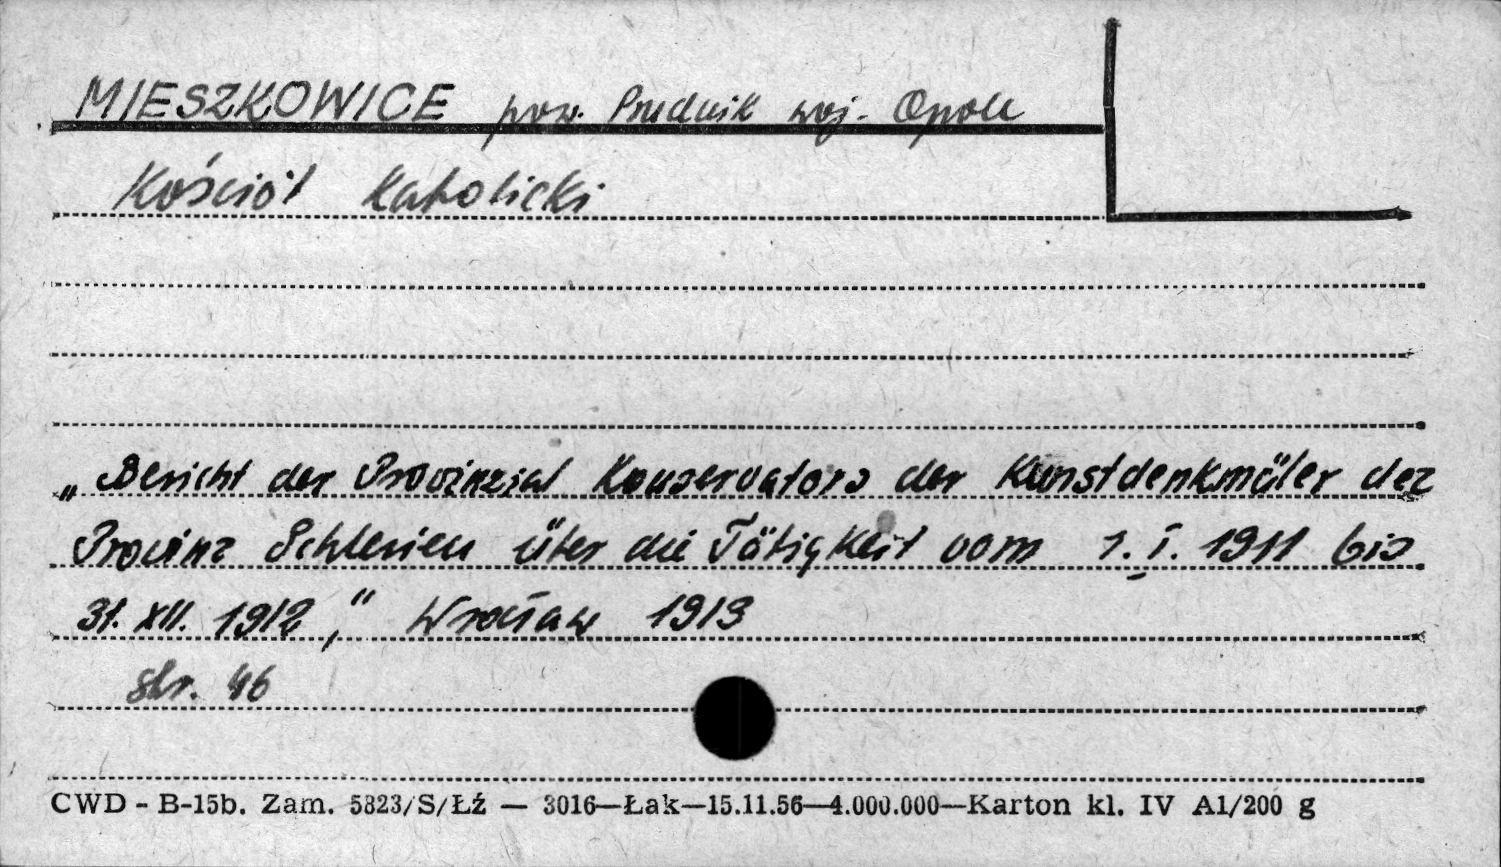 MIESZKOWICE pow. Prudnik woj. Opole
Kościół Katolicki
„Bericht der Provinzial Konservators der Kunstdenkmäler der
Provinz Schlesien über die Tätigkeit vom 1. I. 1911 bis
31. XII. 1912," Wrocław 1913
str. 46
CWD - B-15b. Zam. 5823/S/Łź — 3016—Łak—15.11.56—4.000.000—Karton kl. IV A1/200 g